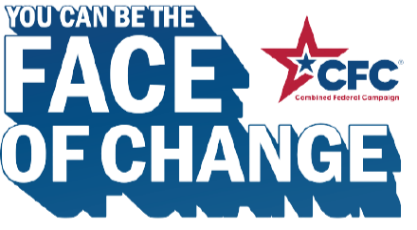 YOU CAN BE THE
FACE
OF CHANGE
CFC®
Combined Federal Campaign